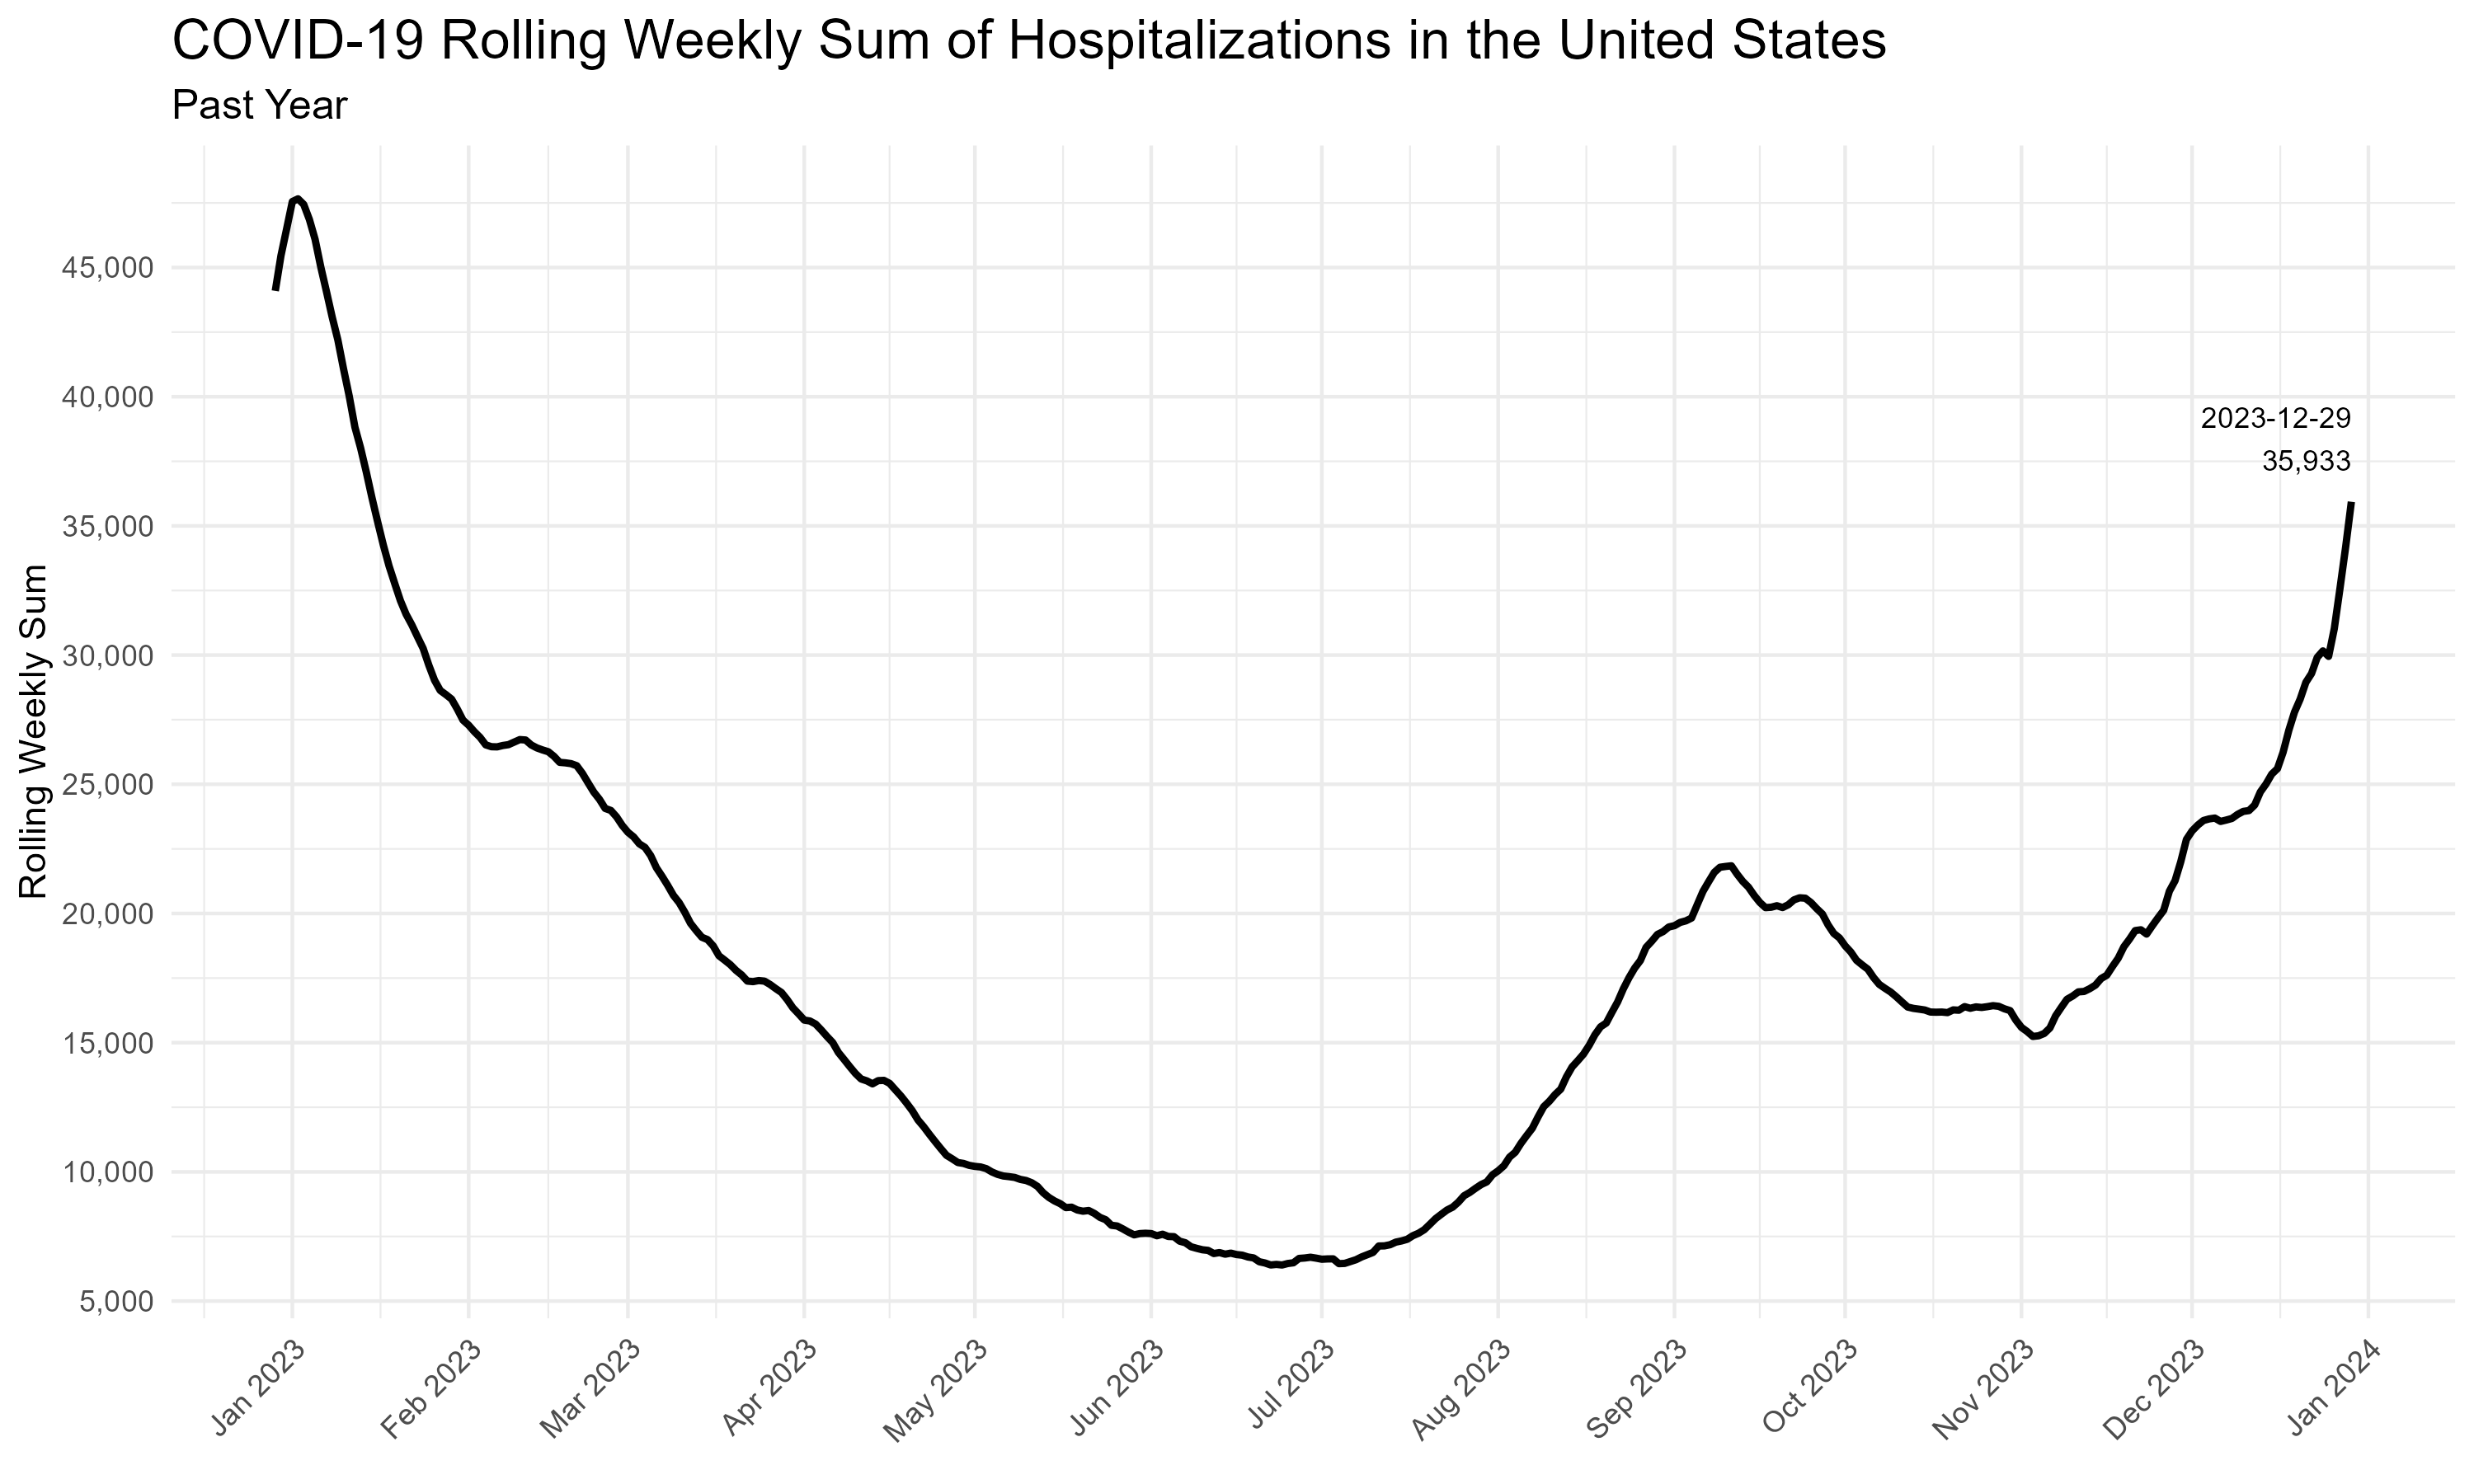 COVID-19 Rolling Weekly Sum of Hospitalizations in the United States
Past Year
Rolling Weekly Sum
45,000
40,000
35,000
30,000
25,000
20,000
15,000
10,000
5,000
2023-12-29
35,933
Jan 2023
Feb 2023
Mar 2023
Apr 2023
May 2023
Jun 2023
Jul 2023
Aug 2023
Sep 2023
Oct 2023
Nov 2023
Dec 2023
Jan 2024